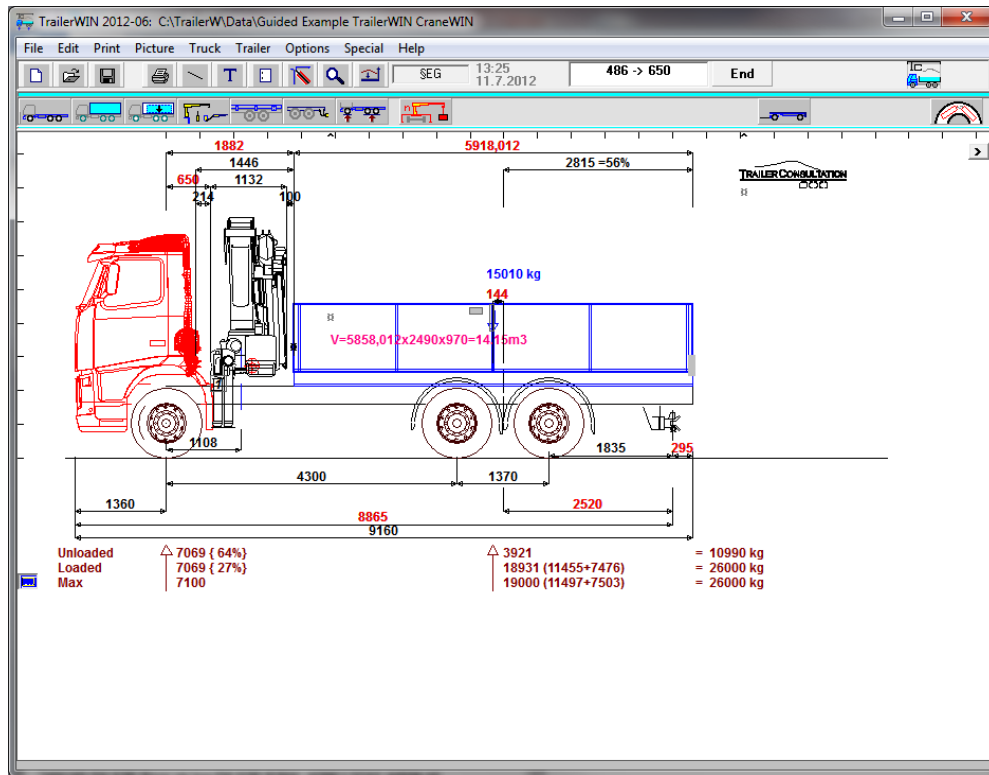 TrailerWIN 2012-06: C:\TrailerW\Data\Guided Example TrailerWIN CraneWIN
File Edit Print Picture Truck Trailer Options Special Help
T §EG 13:25 486 -> 650 End TC
11.7.2012
1882 5918,012
1446 2815 =56%
650 1132
214 100
TRAILER CONSULTATION
15010 kg
144
V=5858,012x2490x970=14,15m3
1108 1835 295
4300 1370
1360 2520
8865
9160
Unloaded 7069 { 64%} 3921 = 10990 kg
Loaded 7069 { 27%} 18931 (11455+7476) = 26000 kg
Max 7100 19000 (11497+7503) = 26000 kg